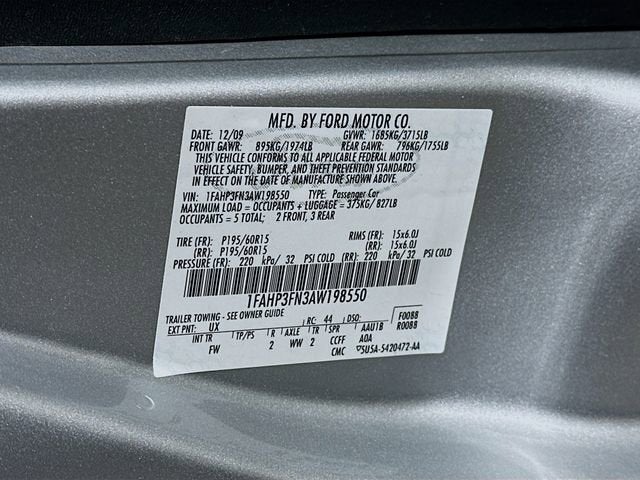 MFD. BY FORD MOTOR CO.
DATE: 12/09 GVWR: 1685KG/3715LB
FRONT GAWR: 895KG/1974LB REAR GAWR: 796KG/1755LB
THIS VEHICLE CONFORMS TO ALL APPLICABLE FEDERAL MOTOR
VEHICLE SAFETY, BUMPER, AND THEFT PREVENTION STANDARDS
IN EFFECT ON THE DATE OF MANUFACTURE SHOWN ABOVE.
VIN: 1FAHP3FN3AW198550 TYPE: Passenger Car
MAXIMUM LOAD = OCCUPANTS + LUGGAGE = 375KG/ 827LB
OCCUPANTS = 5 TOTAL; 2 FRONT, 3 REAR
TIRE (FR): P195/60R15 RIMS (FR): 15x6.0J
(RR): P195/60R15 (RR): 15x6.0J
PRESSURE (FR): 220 kPa/ 32 PSI COLD (RR): 220 kPa/ 32 PSI COLD
1FAHP3FN3AW198550
TRAILER TOWING - SEE OWNER GUIDE F0088
EXT PNT: UX RC: 44 DSO: R0088
INT TR TP/PS R AXLE TR SPR AAU1B
FW 2 WW 2 CCFF AOA
CMC 5U5A-5420472-AA